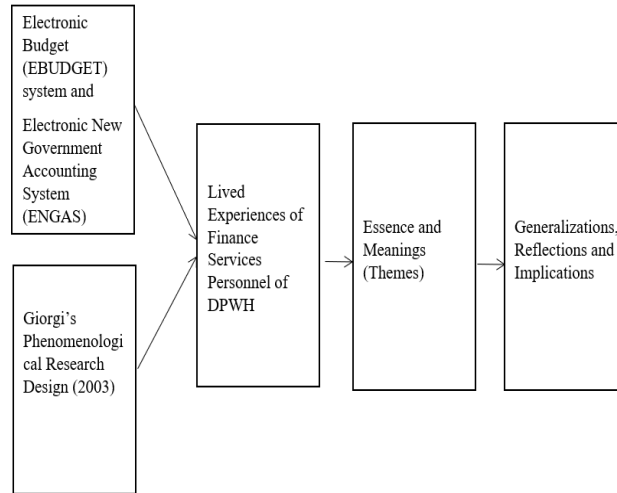 Electronic
Budget
(EBUDGET)
system and
Electronic New
Government
Accounting
System
(ENGAS)
Giorgi's
Phenomenologi
cal Research
Design (2003)
Lived
Experiences of
Finance
Services
Personnel of
DPWH
Essence and
Meanings
(Themes)
Generalizations,
Reflections and
Implications